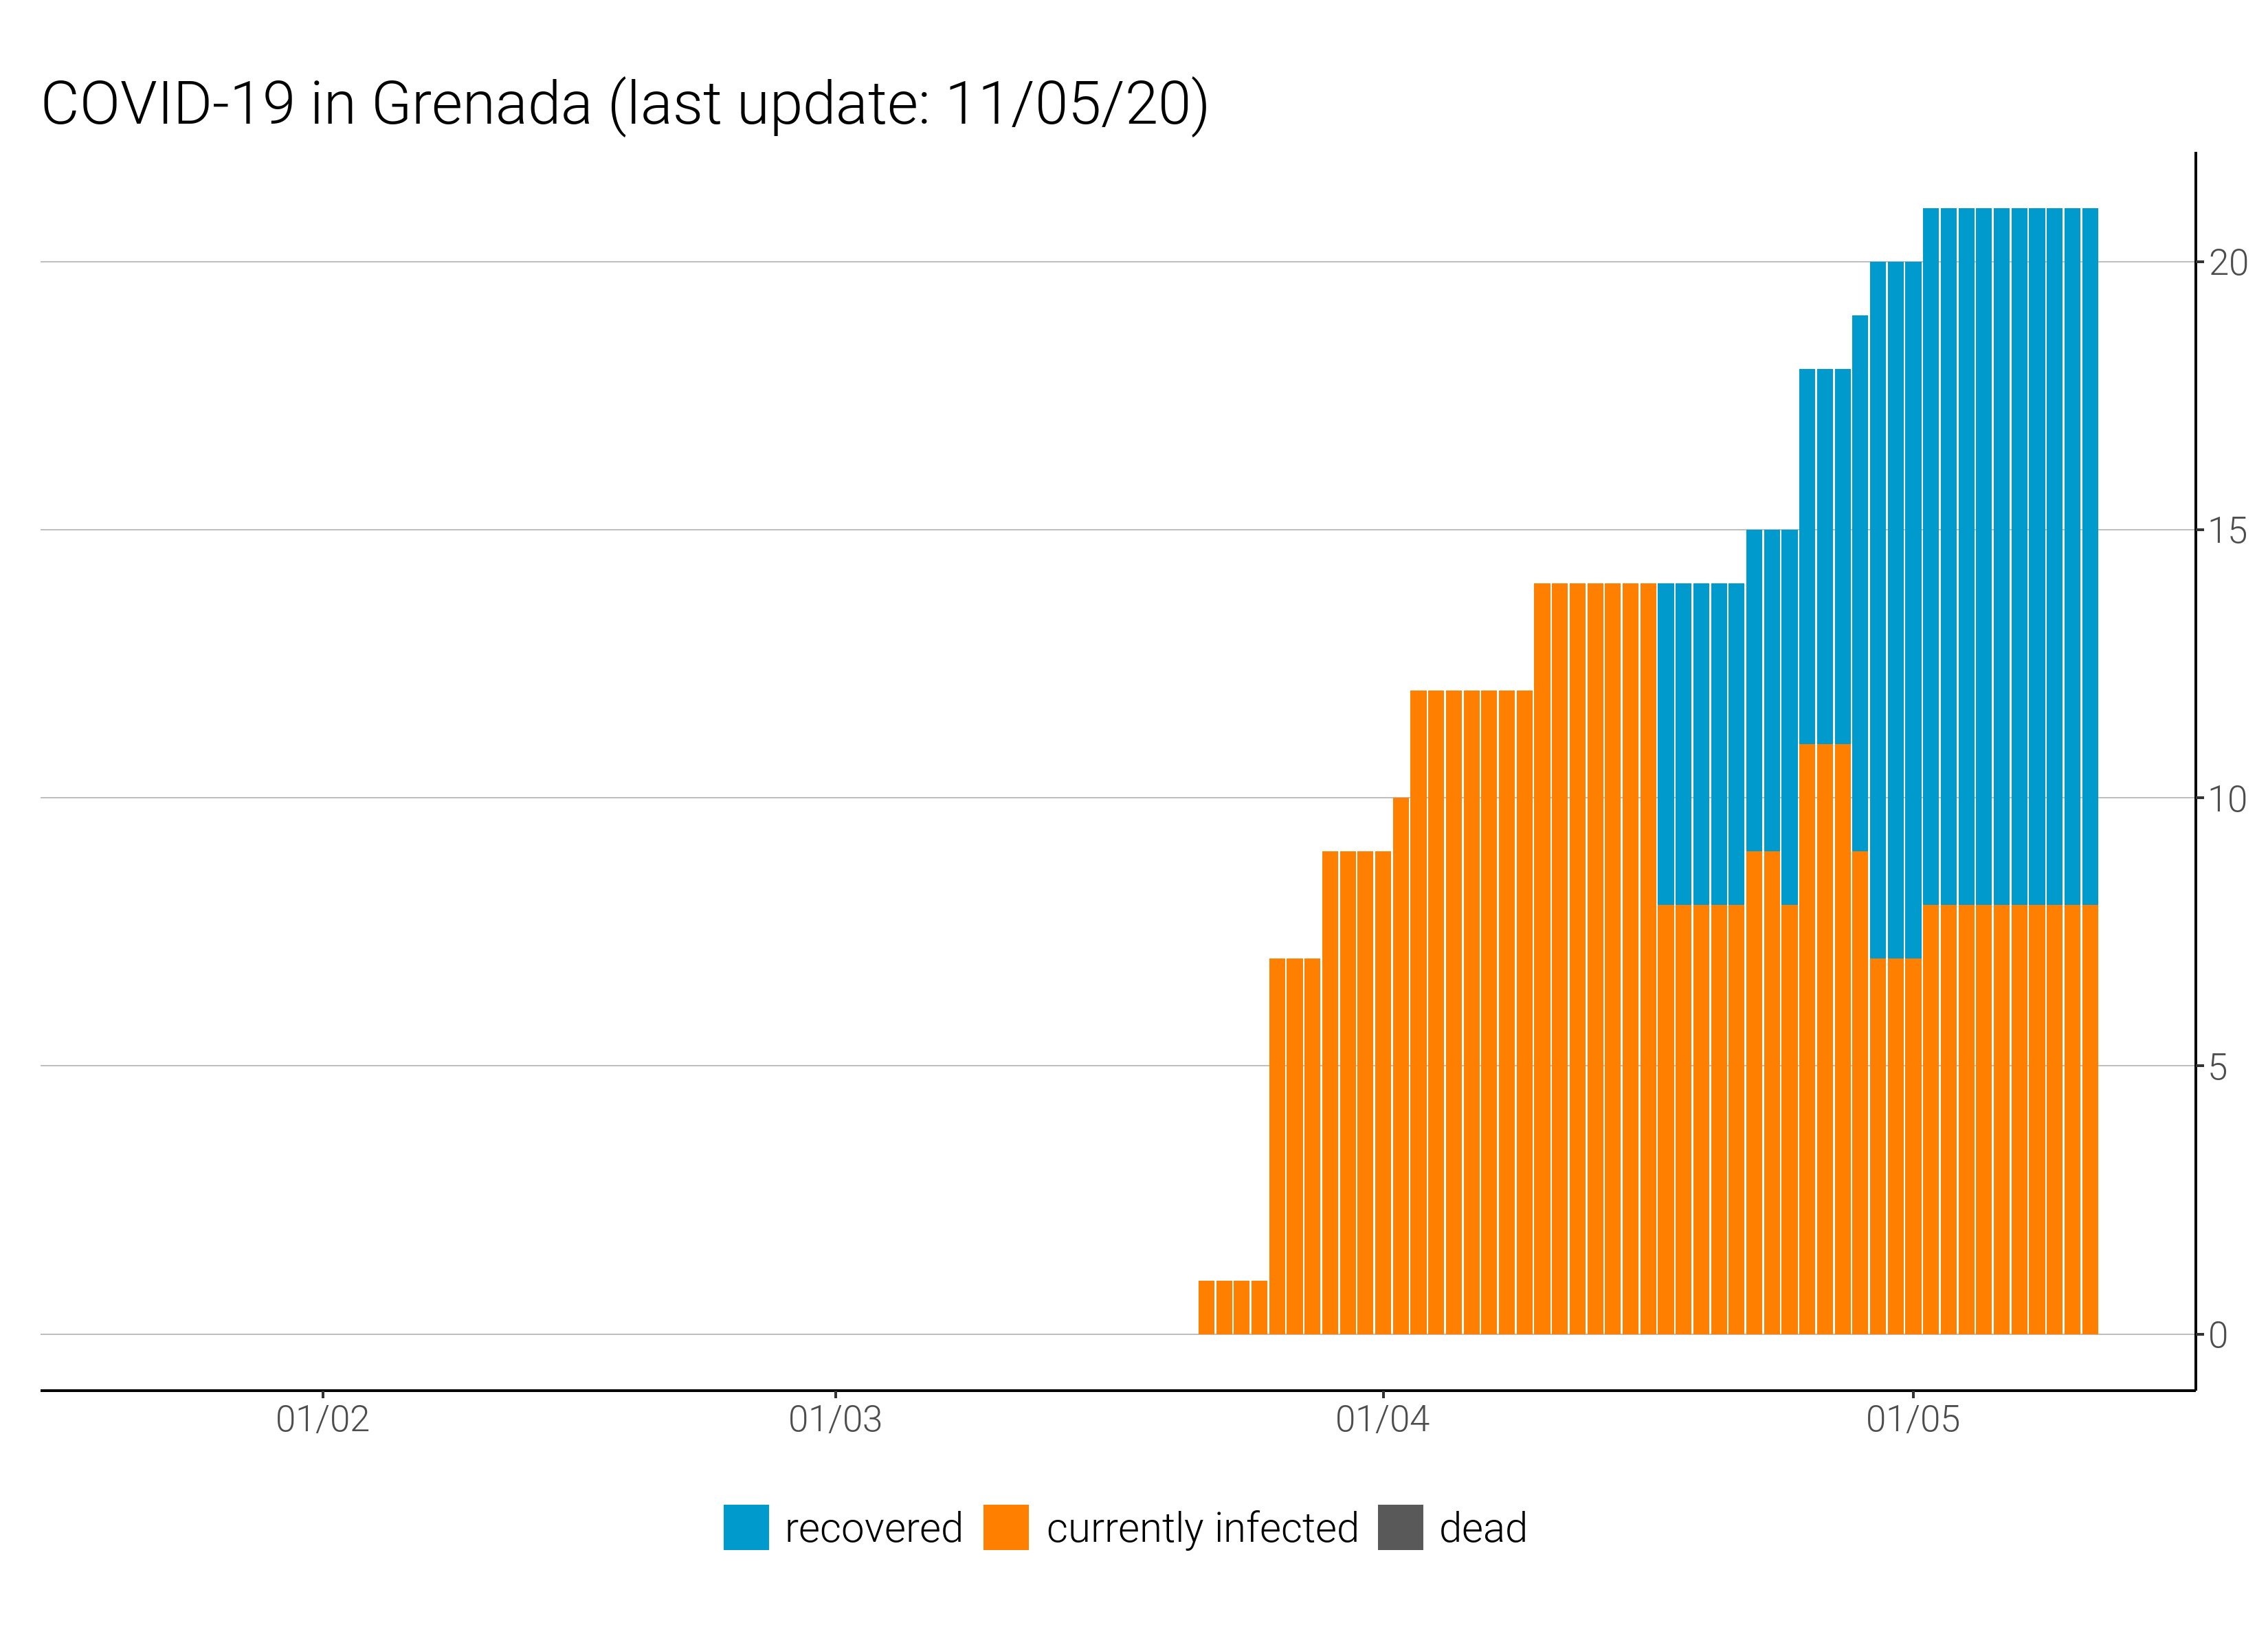 COVID-19 in Grenada (last update: 11/05/20)
20
15
10
5
0
01/02 01/03 01/04 01/05
recovered currently infected dead